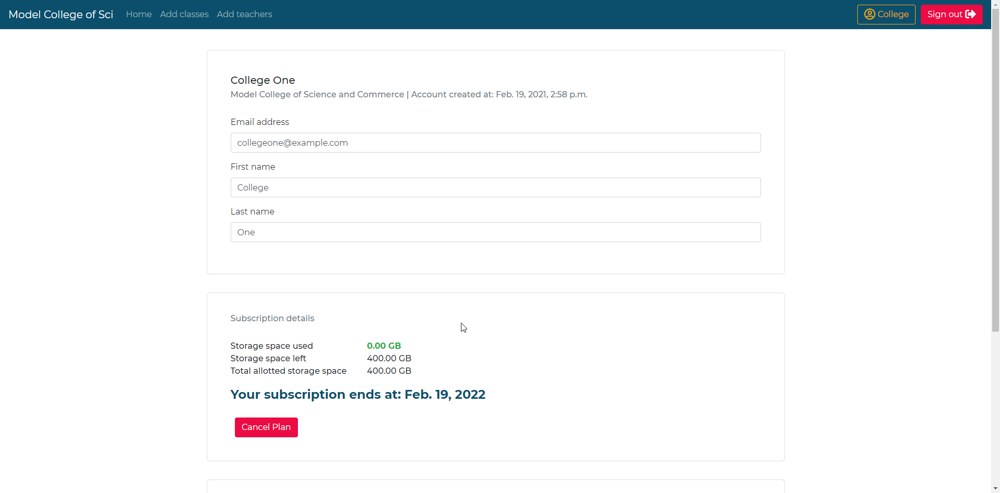 Model College of Sci Home Add classes Add teachers College Sign out
College One
Model College of Science and Commerce | Account created at: Feb. 19, 2021, 2:58 p.m.
Email address
collegeone@example.com
First name
College
Last name
One
Subscription details
Storage space used 0.00 GB
Storage space left 400.00 GB
Total allotted storage space 400.00 GB
Your subscription ends at: Feb. 19, 2022
Cancel Plan